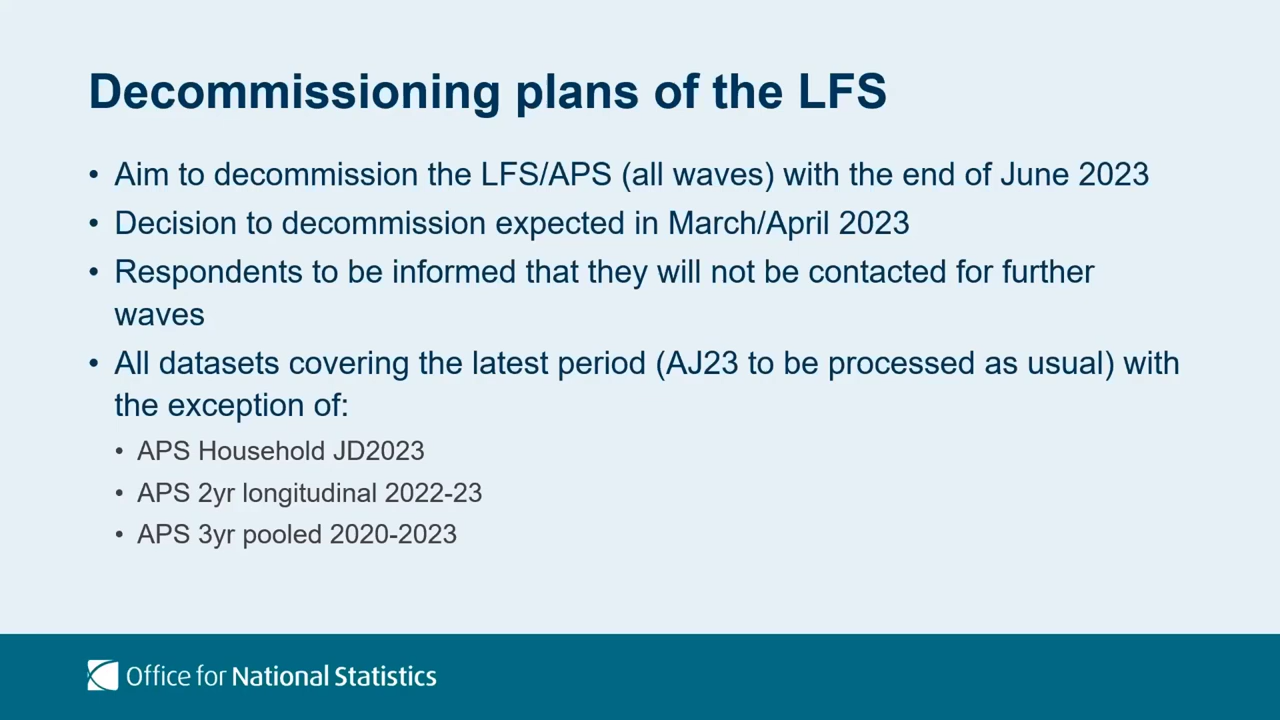 Decommissioning plans of the LFS
• Aim to decommission the LFS/APS (all waves) with the end of June 2023
• Decision to decommission expected in March/April 2023
• Respondents to be informed that they will not be contacted for further
waves
• All datasets covering the latest period (AJ23 to be processed as usual) with
the exception of:
• APS Household JD2023
• APS 2yr longitudinal 2022-23
• APS 3yr pooled 2020-2023
Office for National Statistics